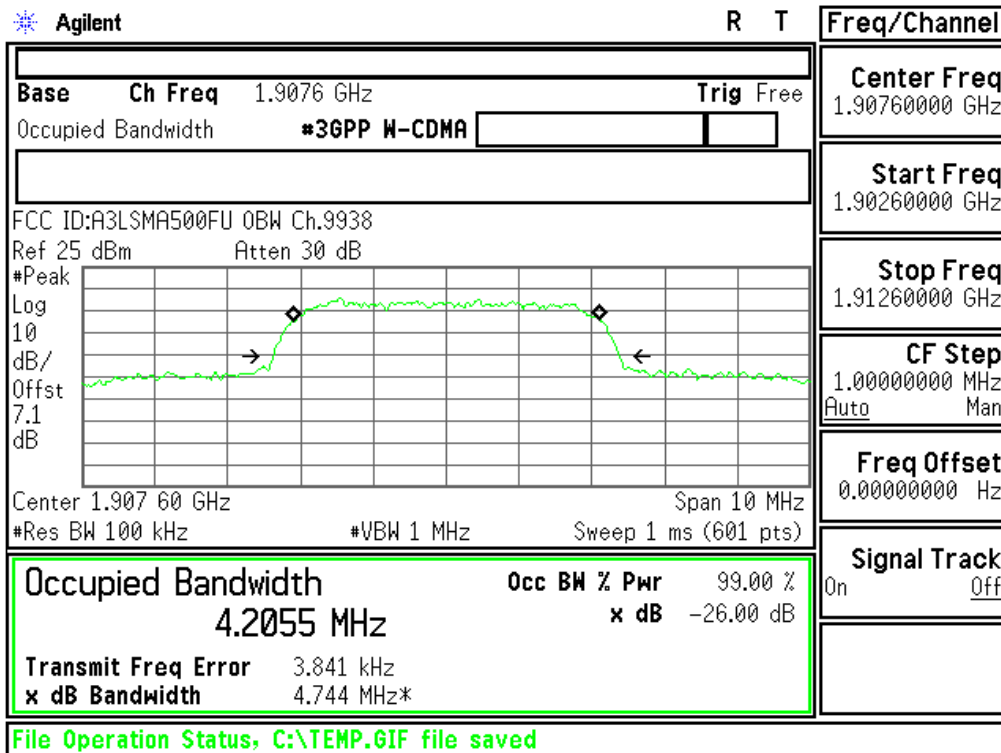 Agilent R T Freq/Channel
Base Ch Freq 1.9076 GHz Trig Free
Occupied Bandwidth #3GPP W-CDMA
FCC ID:A3LSMA500FU OBW Ch.9938
Ref 25 dBm Atten 30 dB
#Peak
Log
10
dB/
Offst
7.1
dB
Center 1.907 60 GHz Span 10 MHz
#Res BW 100 kHz #VBW 1 MHz Sweep 1 ms (601 pts)
Occupied Bandwidth Occ BW % Pwr 99.00 %
4.2055 MHz x dB -26.00 dB
Transmit Freq Error 3.841 kHz
x dB Bandwidth 4.744 MHz*
Center Freq
1.90760000 GHz
Start Freq
1.90260000 GHz
Stop Freq
1.91260000 GHz
CF Step
1.00000000 MHz
Auto Man
Freq Offset
0.00000000 Hz
Signal Track
On Off
File Operation Status, C:\TEMP.GIF file saved